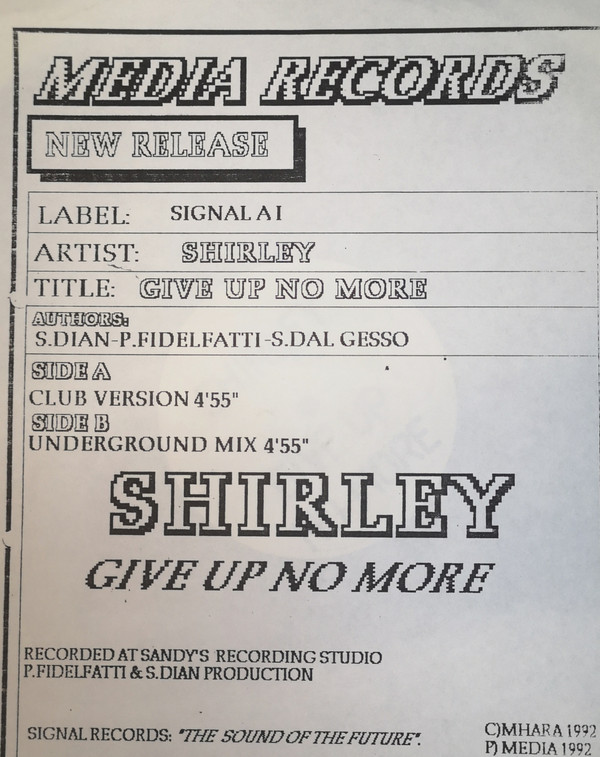 MEDIA RECORDS
NEW RELEASE
LABEL: SIGNAL A I
ARTIST: SHIRLEY
TITLE: GIVE UP NO MORE
AUTHORS:
S.DIAN-P.FIDELFATTI-S.DAL GESSO
SIDE A
CLUB VERSION 4'55"
SIDE B
UNDERGROUND MIX 4'55"
SHIRLEY
GIVE UP NO MORE
RECORDED AT SANDY'S RECORDING STUDIO
P.FIDELFATTI & S.DIAN PRODUCTION
SIGNAL RECORDS: "THE SOUND OF THE FUTURE".
C)MHARA 1992
P) MEDIA 1992